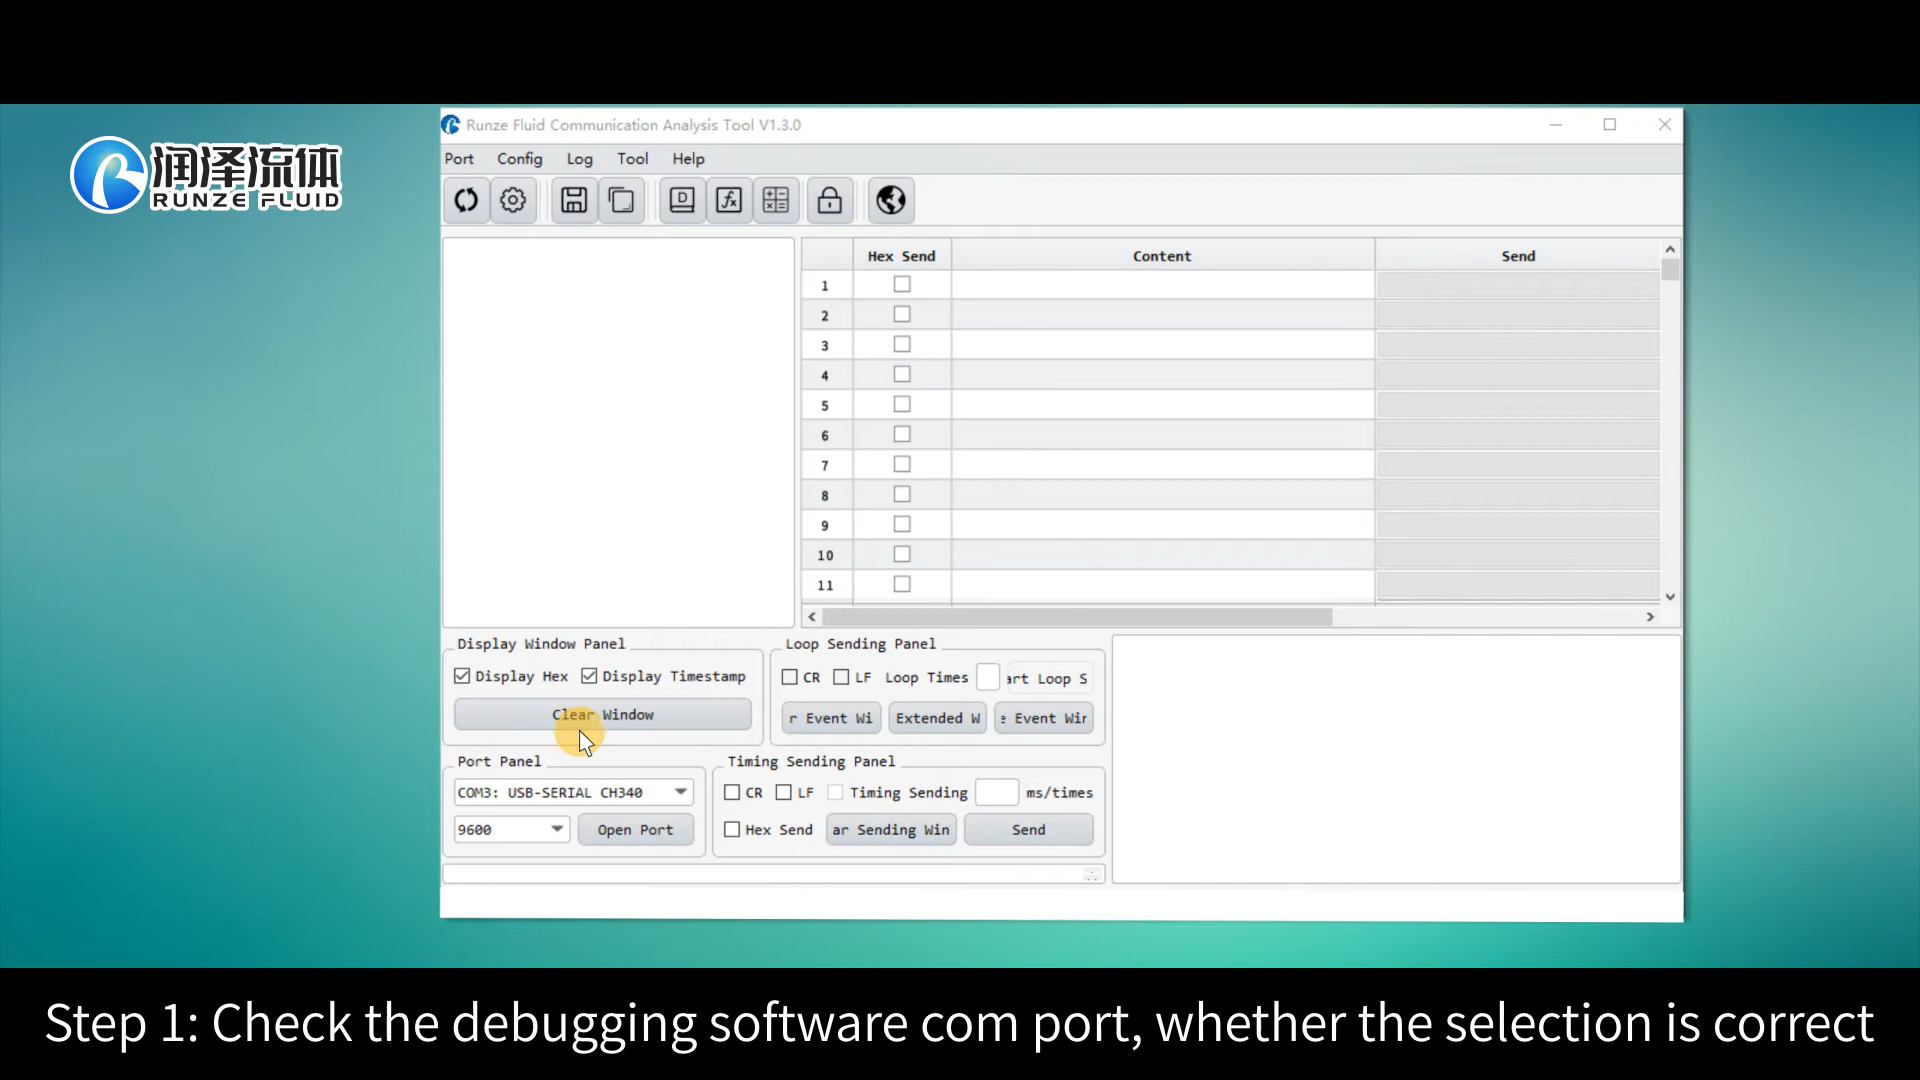 润泽流体
RUNZE FLUID
Runze Fluid Communication Analysis Tool V1.3.0
Port Config Log Tool Help
D fx
Hex Send Content Send
1
2
3
4
5
6
7
8
9
10
11
Display Window Panel
Display Hex Display Timestamp
Clear Window
Loop Sending Panel
CR LF Loop Times art Loop S
r Event Wi Extended W e Event Wir
Port Panel
COM3: USB-SERIAL CH340
9600 Open Port
Timing Sending Panel
CR LF Timing Sending ms/times
Hex Send ar Sending Win Send
Step 1: Check the debugging software com port, whether the selection is correct